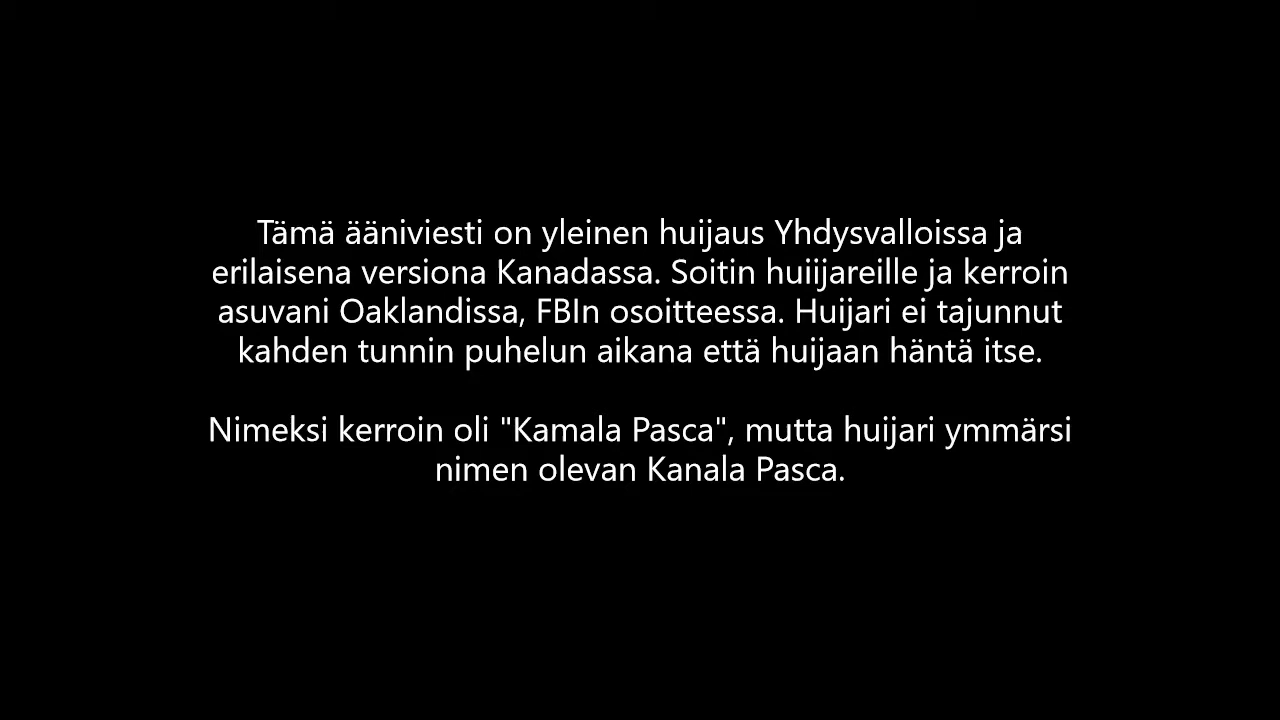 Tämä ääniviesti on yleinen huijaus Yhdysvalloissa ja
erilaisena versiona Kanadassa. Soitin huiijareille ja kerroin
asuvani Oaklandissa, FBIn osoitteessa. Huijari ei tajunnut
kahden tunnin puhelun aikana että huijaan häntä itse.
Nimeksi kerroin oli "Kamala Pasca", mutta huijari ymmärsi
nimen olevan Kanala Pasca.